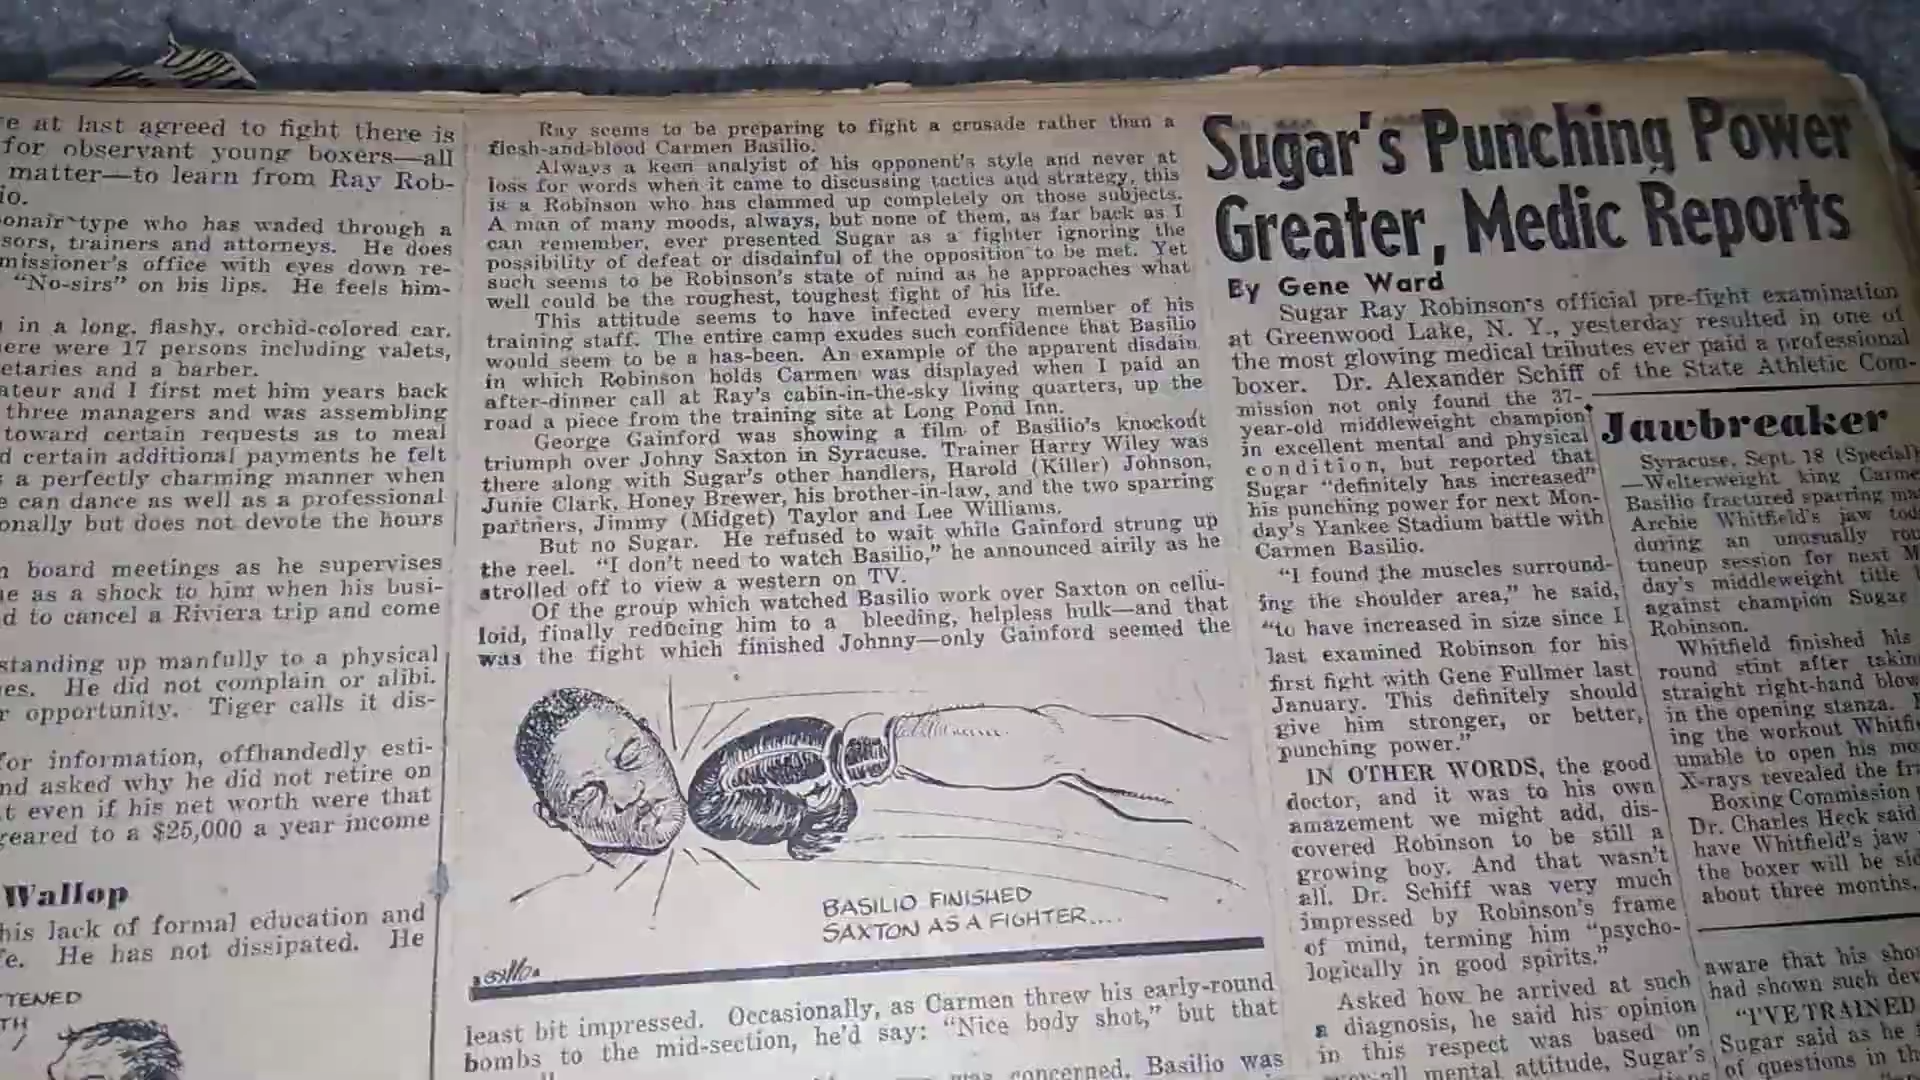 e at last agreed to fight there is
for observant young boxers—all
matter—to learn from Ray Rob-
io.
onair type who has waded through a
sors, trainers and attorneys. He does
missioner's office with eyes down re-
"No-sirs" on his lips. He feels him-
in a long, flashy, orchid-colored car.
ere were 17 persons including valets,
etaries and a barber.
ateur and I first met him years back
three managers and was assembling
toward certain requests as to meal
d certain additional payments he felt
a perfectly charming manner when
e can dance as well as a professional
onally but does not devote the hours
board meetings as he supervises
e as a shock to him when his busi-
d to cancel a Riviera trip and come
standing up manfully to a physical
es. He did not complain or alibi.
r opportunity. Tiger calls it dis-
for information, offhandedly esti-
nd asked why he did not retire on
t even if his net worth were that
geared to a $25,000 a year income
Wallop
his lack of formal education and
e. He has not dissipated. He
TTENED
TH
Ray seems to be preparing to fight a crusade rather than a
flesh-and-blood Carmen Basilio.
Always a keen analyist of his opponent's style and never at
loss for words when it came to discussing tactics and strategy, this
is a Robinson who has clammed up completely on those subjects.
A man of many moods, always, but none of them, as far back as I
can remember, ever presented Sugar as a fighter ignoring the
possibility of defeat or disdainful of the opposition to be met. Yet
such seems to be Robinson's state of mind as he approaches what
well could be the roughest, toughest fight of his life.
This attitude seems to have infected every member of his
training staff. The entire camp exudes such confidence that Basilio
would seem to be a has-been. An example of the apparent disdain
in which Robinson holds Carmen was displayed when I paid an
after-dinner call at Ray's cabin-in-the-sky living quarters, up the
road a piece from the training site at Long Pond Inn.
George Gainford was showing a film of Basilio's knockout
triumph over Johny Saxton in Syracuse. Trainer Harry Wiley was
there along with Sugar's other handlers, Harold (Killer) Johnson,
Junie Clark, Honey Brewer, his brother-in-law, and the two sparring
partners, Jimmy (Midget) Taylor and Lee Williams.
But no Sugar. He refused to wait while Gainford strung up
the reel. "I don't need to watch Basilio," he announced airily as he
strolled off to view a western on TV.
Of the group which watched Basilio work over Saxton on cellu-
loid, finally reducing him to a bleeding, helpless hulk—and that
was the fight which finished Johnny—only Gainford seemed the
BASILIO FINISHED
SAXTON AS A FIGHTER....
least bit impressed. Occasionally, as Carmen threw his early-round
bombs to the mid-section, he'd say: "Nice body shot," but that
was concerned, Basilio was
Sugar's Punching Power
Greater, Medic Reports
By Gene Ward
Sugar Ray Robinson's official pre-fight examination
at Greenwood Lake, N. Y., yesterday resulted in one of
the most glowing medical tributes ever paid a professional
boxer. Dr. Alexander Schiff of the State Athletic Com-
mission not only found the 37-
year-old middleweight champion
in excellent mental and physical
condition, but reported that
Sugar "definitely has increased"
his punching power for next Mon-
day's Yankee Stadium battle with
Carmen Basilio.
"I found the muscles surround-
ing the shoulder area," he said,
"to have increased in size since I
last examined Robinson for his
first fight with Gene Fullmer last
January. This definitely should
give him stronger, or better,
punching power."
IN OTHER WORDS, the good
doctor, and it was to his own
amazement we might add, dis-
covered Robinson to be still a
growing boy. And that wasn't
all. Dr. Schiff was very much
impressed by Robinson's frame
of mind, terming him "psycho-
logically in good spirits."
Asked how he arrived at such
a diagnosis, he said his opinion
in this respect was based on
mental attitude, Sugar's
Jawbreaker
Syracuse, Sept. 18 (Special)
—Welterweight king Carme
Basilio fractured sparring ma
Archie Whitfield's jaw tod
during an unusually rou
tuneup session for next M
day's middleweight title
against champion Sugar
Robinson.
Whitfield finished his
round stint after takin
straight right-hand blow
in the opening stanza.
ing the workout Whitfi
unable to open his mo
X-rays revealed the fra
Boxing Commission
Dr. Charles Heck said
have Whitfield's jaw
the boxer will be sid
about three months.
aware that his sho
had shown such dev
"I'VE TRAINED
Sugar said as he
of questions in th